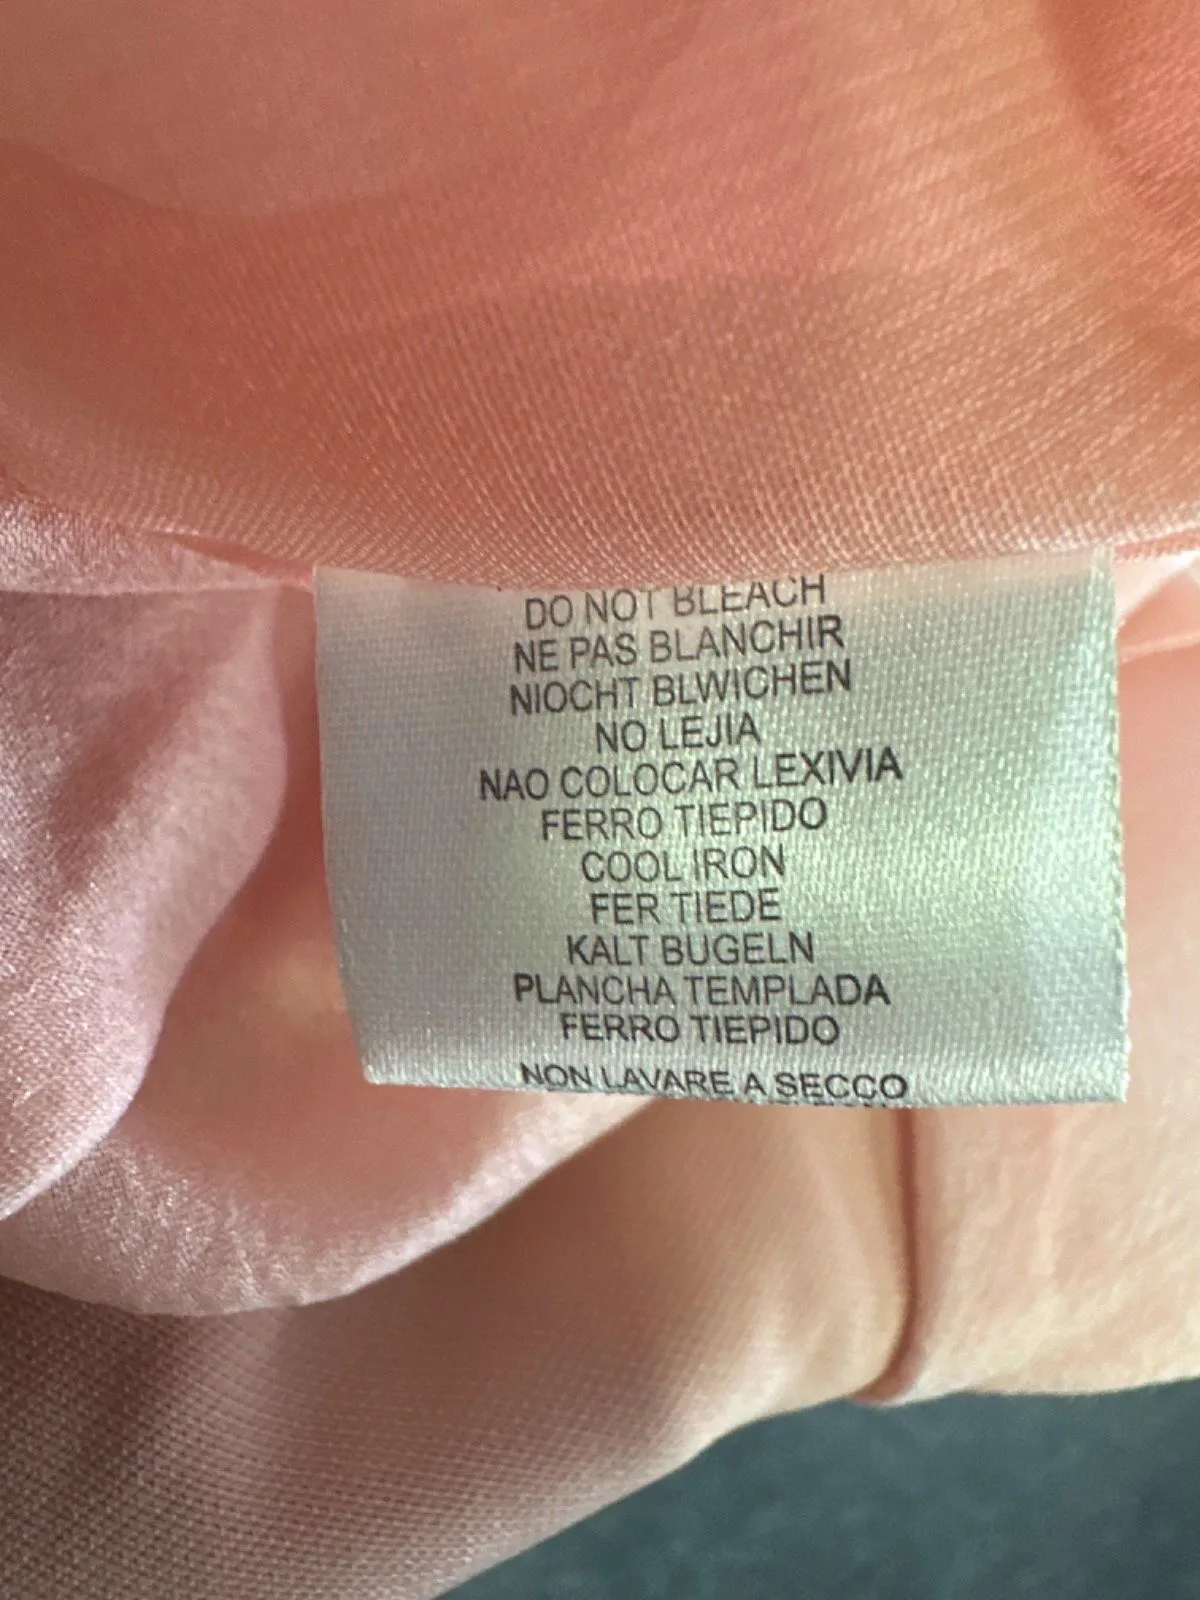 DO NOT BLEACH
NE PAS BLANCHIR
NIOCHT BLWICHEN
NO LEJIA
NAO COLOCAR LEXIVIA
FERRO TIEPIDO
COOL IRON
FER TIEDE
KALT BUGELN
PLANCHA TEMPLADA
FERRO TIEPIDO
NON LAVARE A SECCO